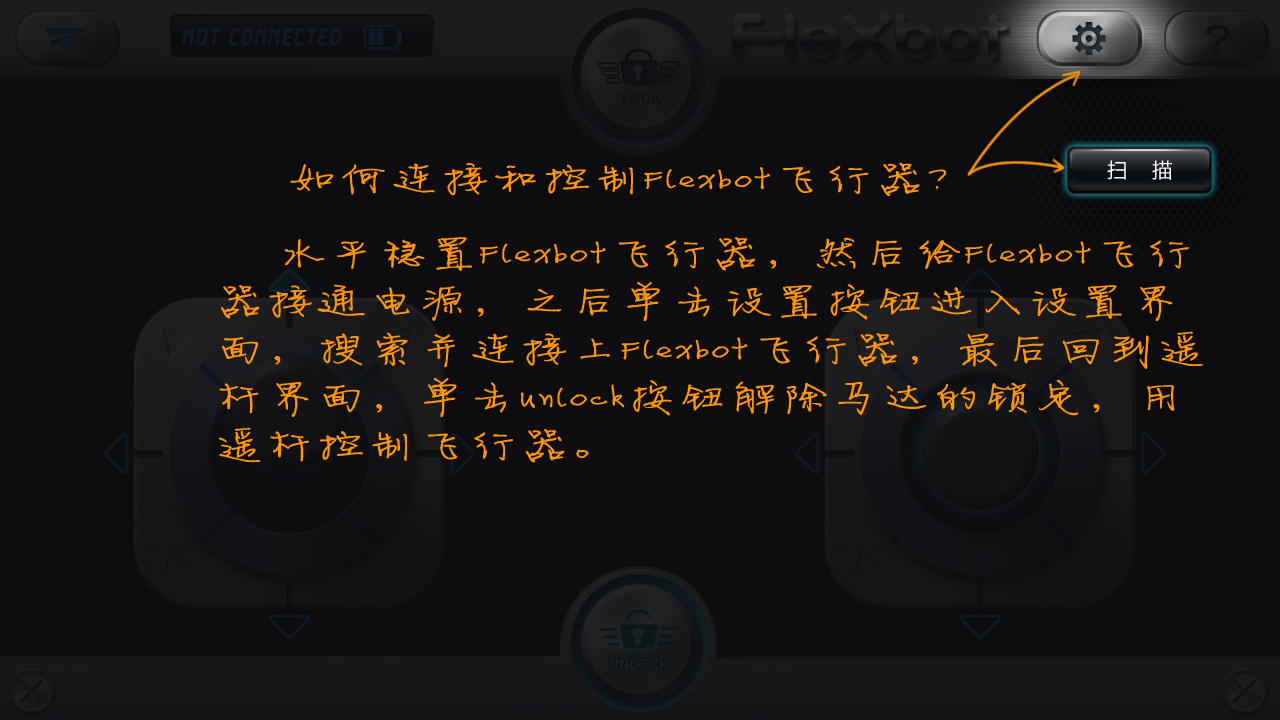 NOT CONNECTED
FleXbot
?
LOCK
扫 描
如何连接和控制Flexbot飞行器?
水平稳置Flexbot飞行器，然后给Flexbot飞行
器接通电源，之后单击设置按钮进入设置界
面，搜索并连接上Flexbot飞行器，最后回到遥
杆界面，单击unlock按钮解除马达的锁定，用
遥杆控制飞行器。
UNLOCK